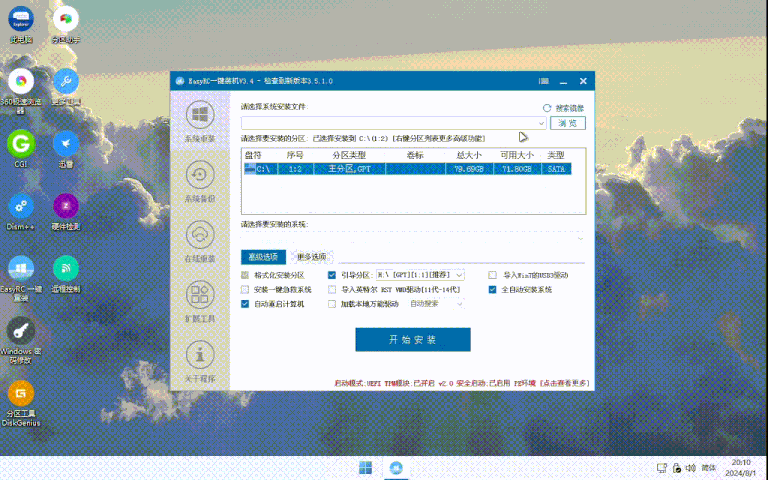 此电脑
分区助手
360极速浏览器
更多工具
CGI
迅雷
Dism++
硬件检测
EasyRC 一键装机
远程控制
Windows 密码修改
分区工具
DiskGenius
EasyRC一键装机V3.4 - 检查到新版本3.5.1.0
系统重装
系统备份
在线重装
扩展工具
关于程序
请选择系统安装文件:
搜索镜像
浏 览
请选择要安装的分区: 已选择安装到 C:\(1:2) [右键分区列表更多高级功能]
盘符 序号 分区类型 卷标 总大小 可用大小 类型
C:\ 1:2 主分区,GPT 79.69GB 71.80GB SATA
请选择要安装的系统:
高级选项 更多选项
格式化安装分区 引导分区: H:\ [GPT][1:1][推荐] 导入Win7的USB3驱动
安装一键急救系统 导入英特尔 RST VMD驱动[11代-14代] 全自动安装系统
自动重启计算机 加载本地万能驱动 自动搜索
开 始 安 装
启动模式:UEFI TPM模块:已开启 v2.0 安全启动:已启用 PE环境 [点击查看更多]
简体
20:10
2024/8/1